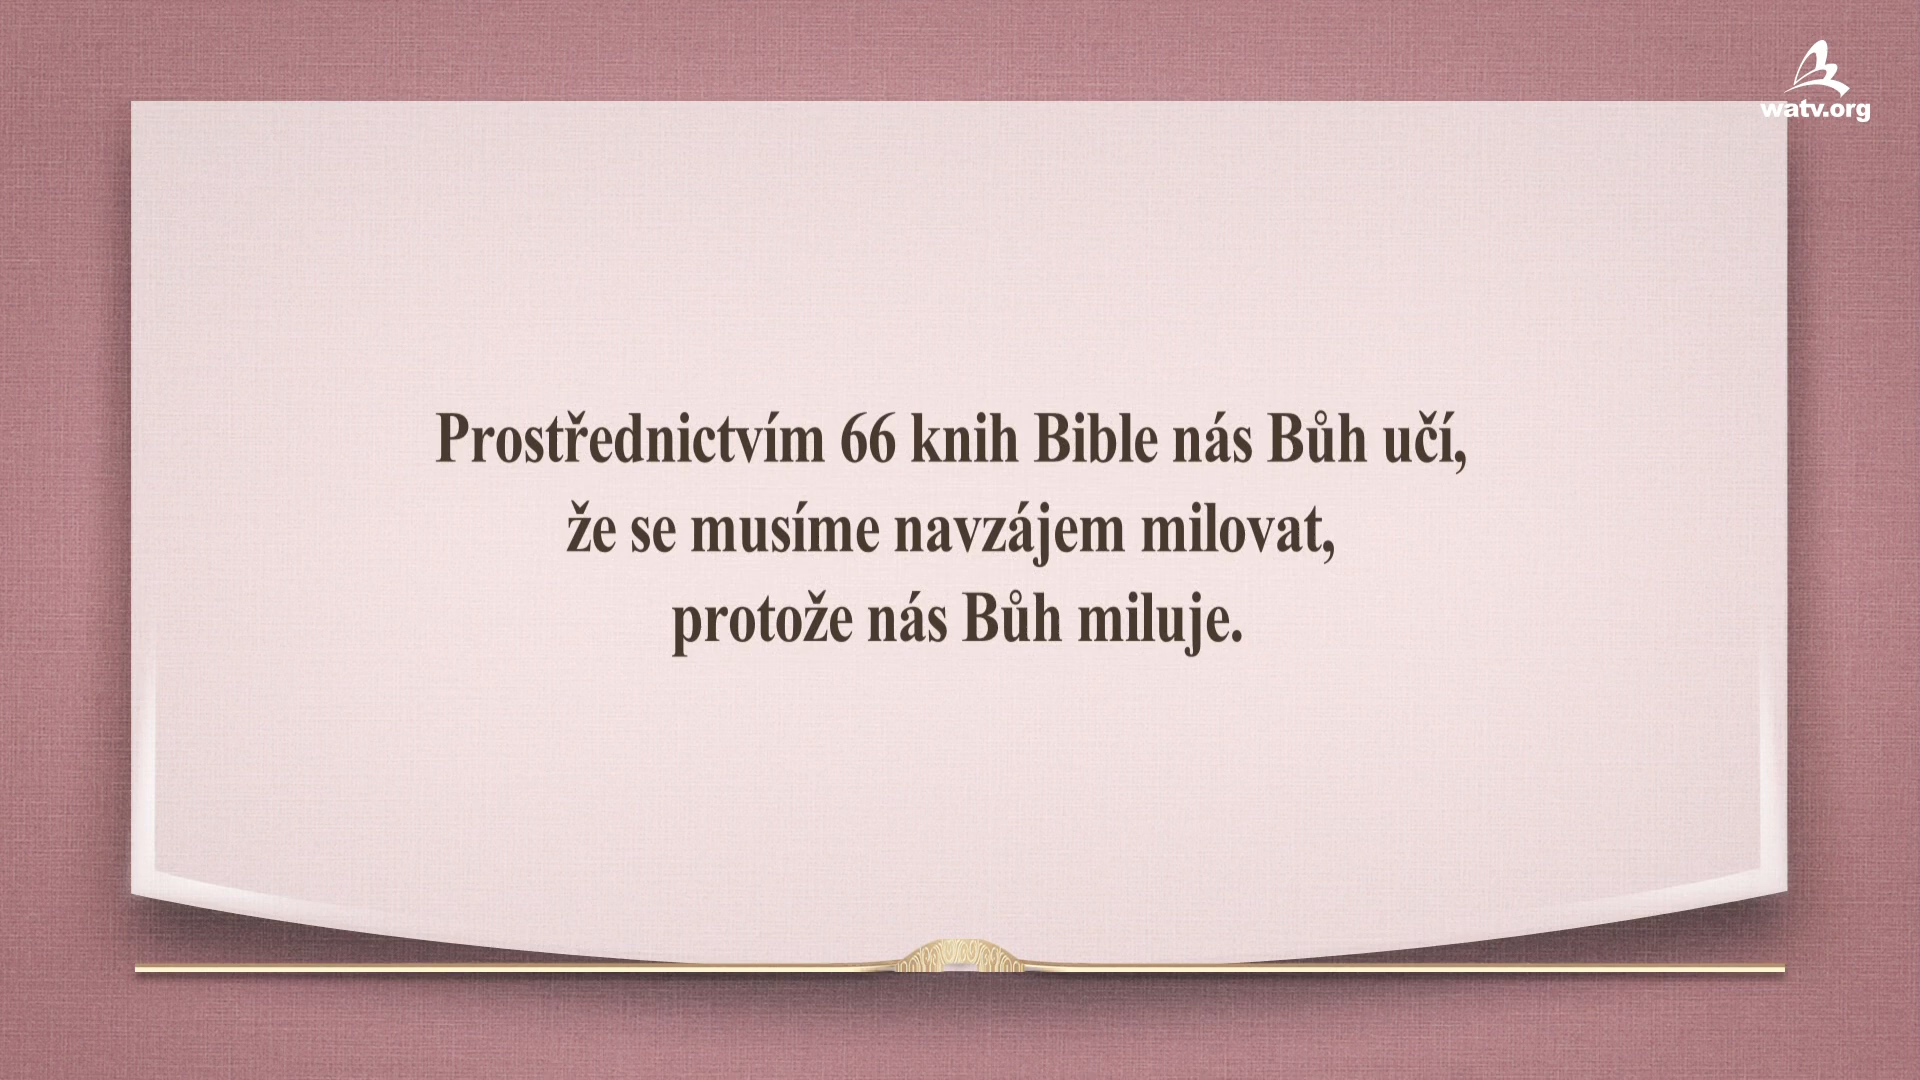 watv.org
Prostřednictvím 66 knih Bible nás Bůh učí,
že se musíme navzájem milovat,
protože nás Bůh miluje.